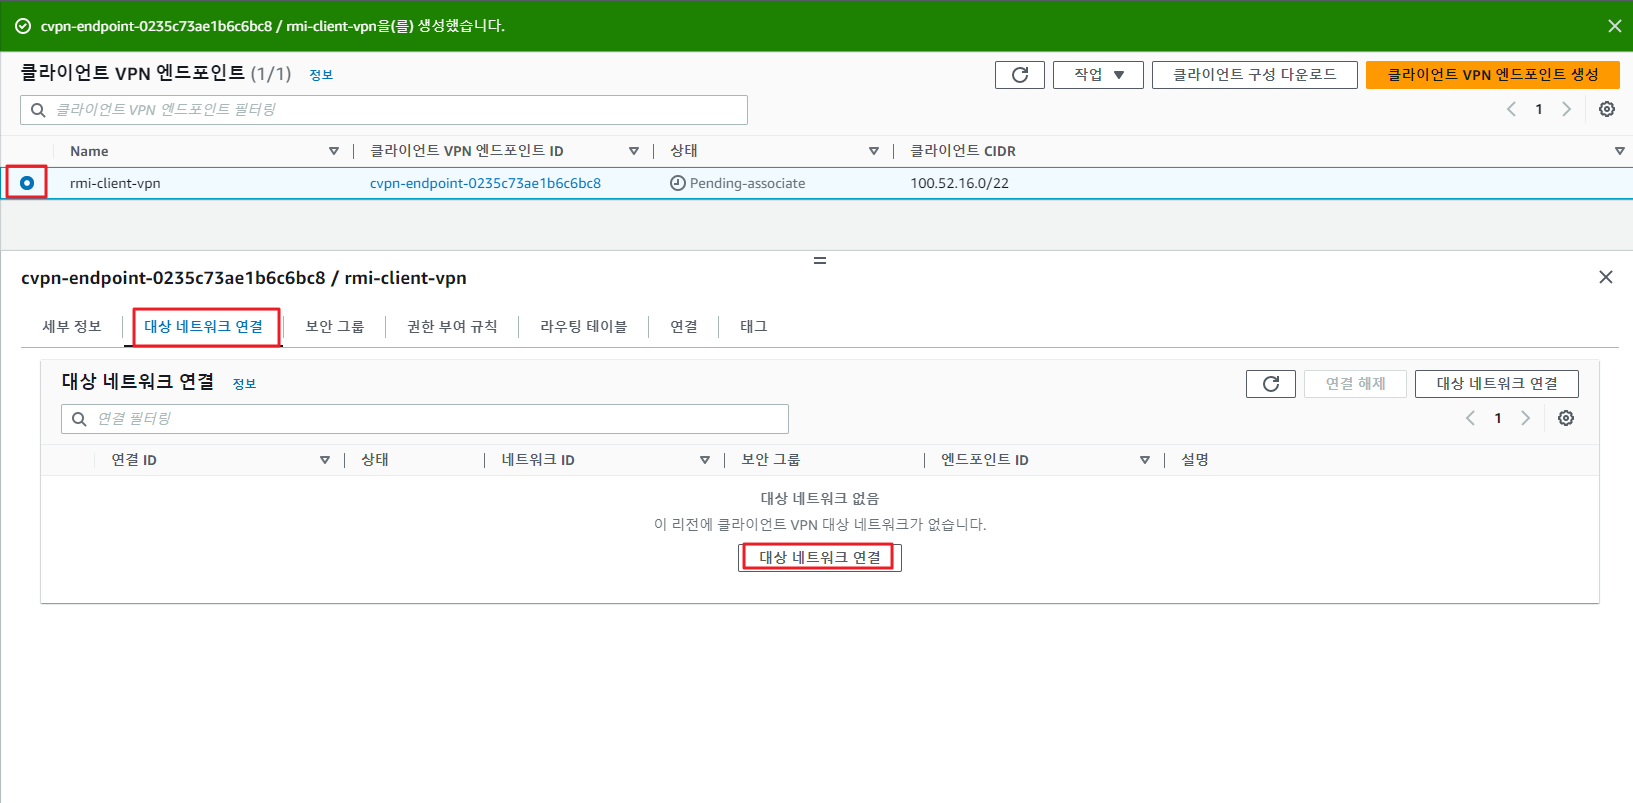 cvpn-endpoint-0235c73ae1b6c6bc8 / rmi-client-vpn을(를) 생성했습니다.
클라이언트 VPN 엔드포인트 (1/1) 정보 작업 클라이언트 구성 다운로드 클라이언트 VPN 엔드포인트 생성
클라이언트 VPN 엔드포인트 필터링 1
Name 클라이언트 VPN 엔드포인트 ID 상태 클라이언트 CIDR
rmi-client-vpn cvpn-endpoint-0235c73ae1b6c6bc8 Pending-associate 100.52.16.0/22
cvpn-endpoint-0235c73ae1b6c6bc8 / rmi-client-vpn
세부 정보 대상 네트워크 연결 보안 그룹 권한 부여 규칙 라우팅 테이블 연결 태그
대상 네트워크 연결 정보 연결 해제 대상 네트워크 연결
연결 필터링 1
연결 ID 상태 네트워크 ID 보안 그룹 엔드포인트 ID 설명
대상 네트워크 없음
이 리전에 클라이언트 VPN 대상 네트워크가 없습니다.
대상 네트워크 연결